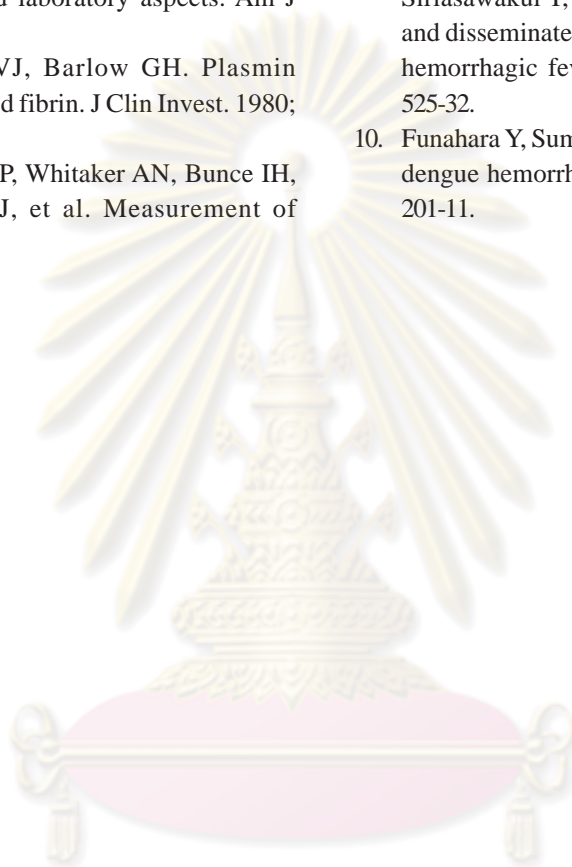 laboratory aspects. Am J
VJ, Barlow GH. Plasmin
d fibrin. J Clin Invest. 1980;
P, Whitaker AN, Bunce IH,
J, et al. Measurement of
and disseminated
hemorrhagic fev
525-32.
10. Funahara Y, Sum
dengue hemorrh
201-11.